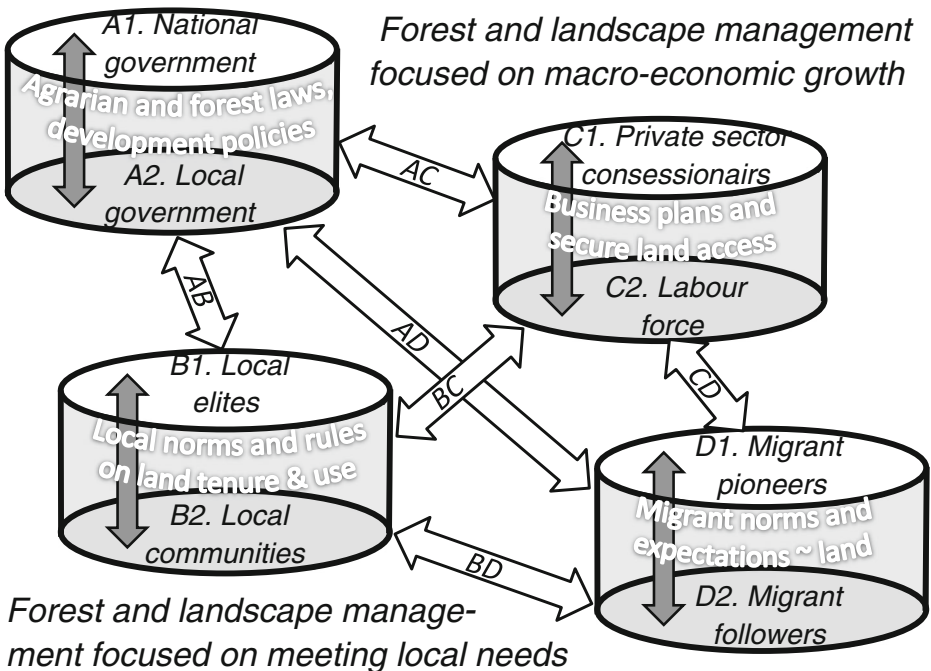 A1. National
government
Agrarian and forest laws,
development policies
A2. Local
government
Forest and landscape management
focused on macro-economic growth
AC
C1. Private sector
consessionairs
Business plans and
secure land access
C2. Labour
force
AB
AD
BC
CD
B1. Local
elites
Local norms and rules
on land tenure & use
B2. Local
communities
BD
D1. Migrant
pioneers
Migrant norms and
expectations ~ land
D2. Migrant
followers
Forest and landscape manage-
ment focused on meeting local needs